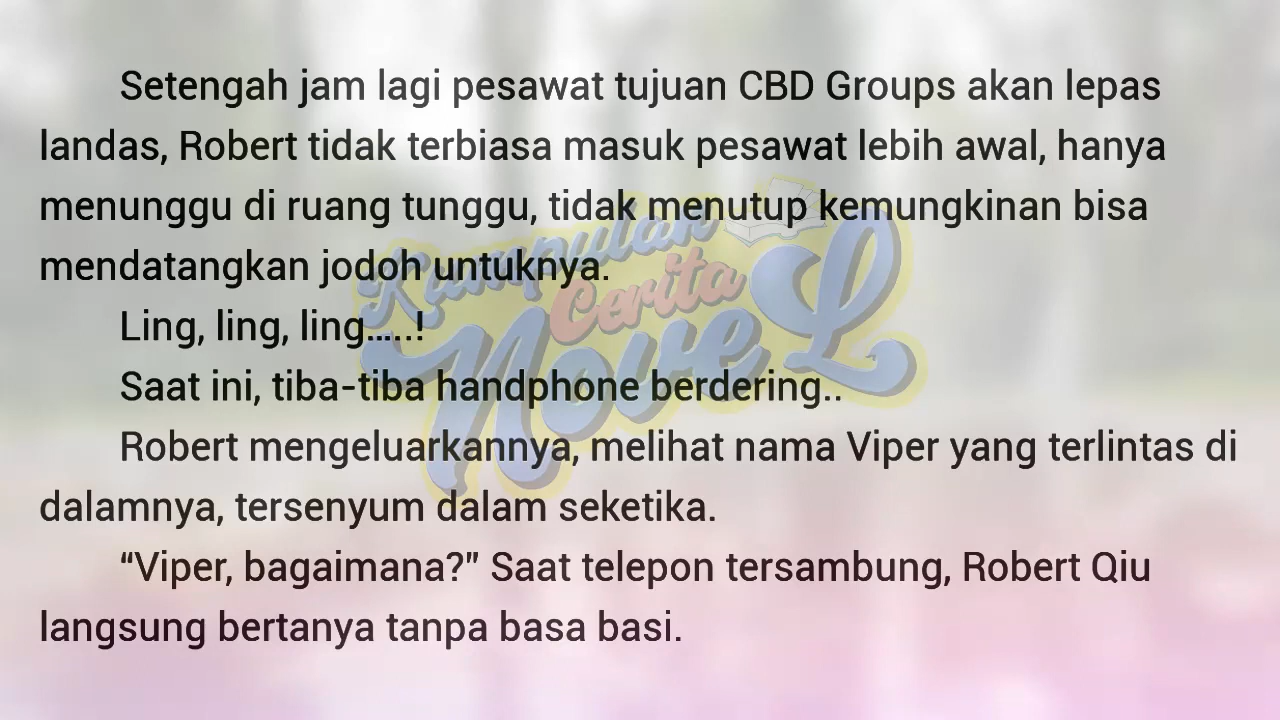 Setengah jam lagi pesawat tujuan CBD Groups akan lepas
landas, Robert tidak terbiasa masuk pesawat lebih awal, hanya
menunggu di ruang tunggu, tidak menutup kemungkinan bisa
mendatangkan jodoh untuknya.
Ling, ling, ling…..!
Saat ini, tiba-tiba handphone berdering..
Robert mengeluarkannya, melihat nama Viper yang terlintas di
dalamnya, tersenyum dalam seketika.
“Viper, bagaimana?” Saat telepon tersambung, Robert Qiu
langsung bertanya tanpa basa basi.
Kumpulan
Cerita
Novel